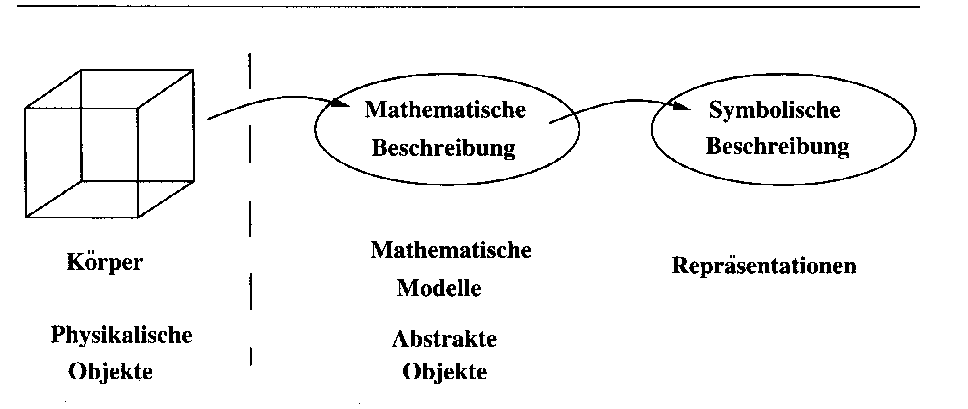 Mathematische
Beschreibung
Symbolische
Beschreibung
Körper
Mathematische
Modelle
Repräsentationen
Physikalische
Objekte
Abstrakte
Objekte